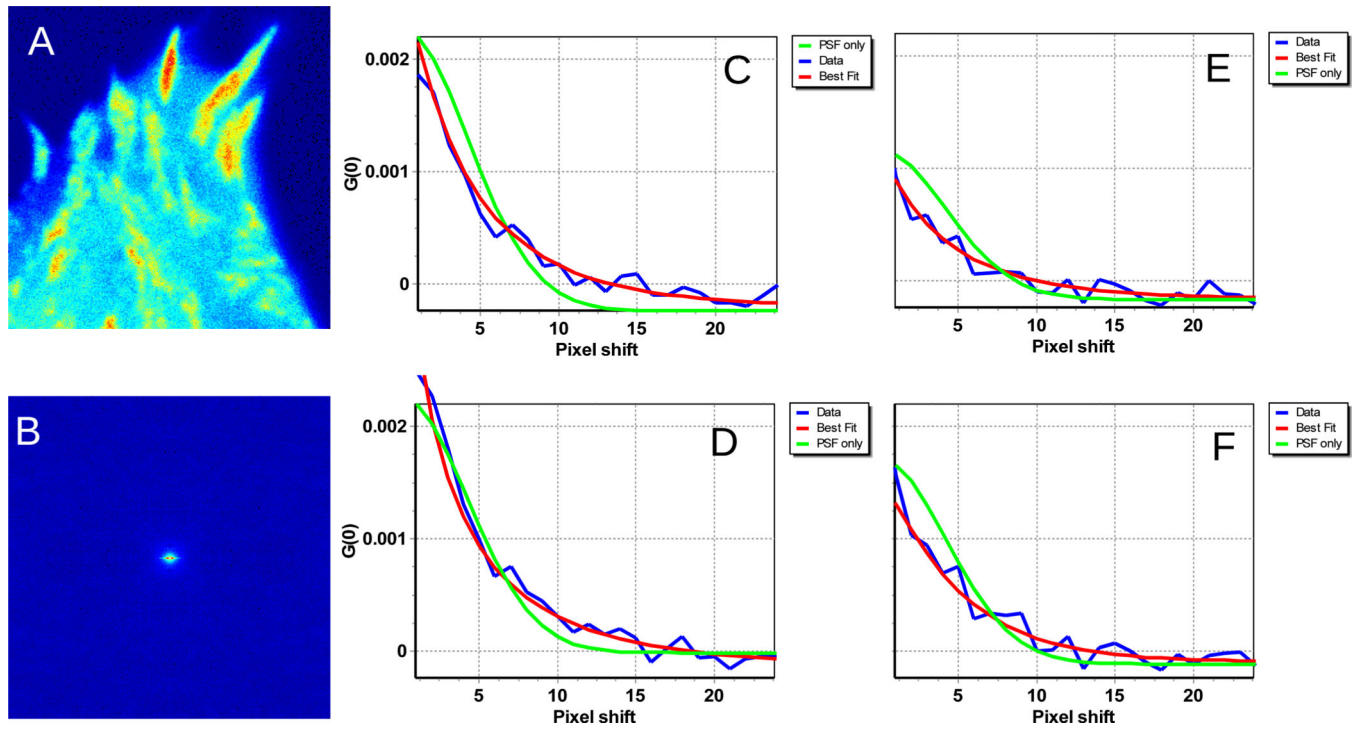 A
C
PSF only
Data
Best Fit
G(0)
0.002
0.001
0
5
10
15
20
Pixel shift
E
Data
Best Fit
PSF only
5
10
15
20
Pixel shift
B
D
Data
Best Fit
PSF only
G(0)
0.002
0.001
0
5
10
15
20
Pixel shift
F
Data
Best Fit
PSF only
5
10
15
20
Pixel shift